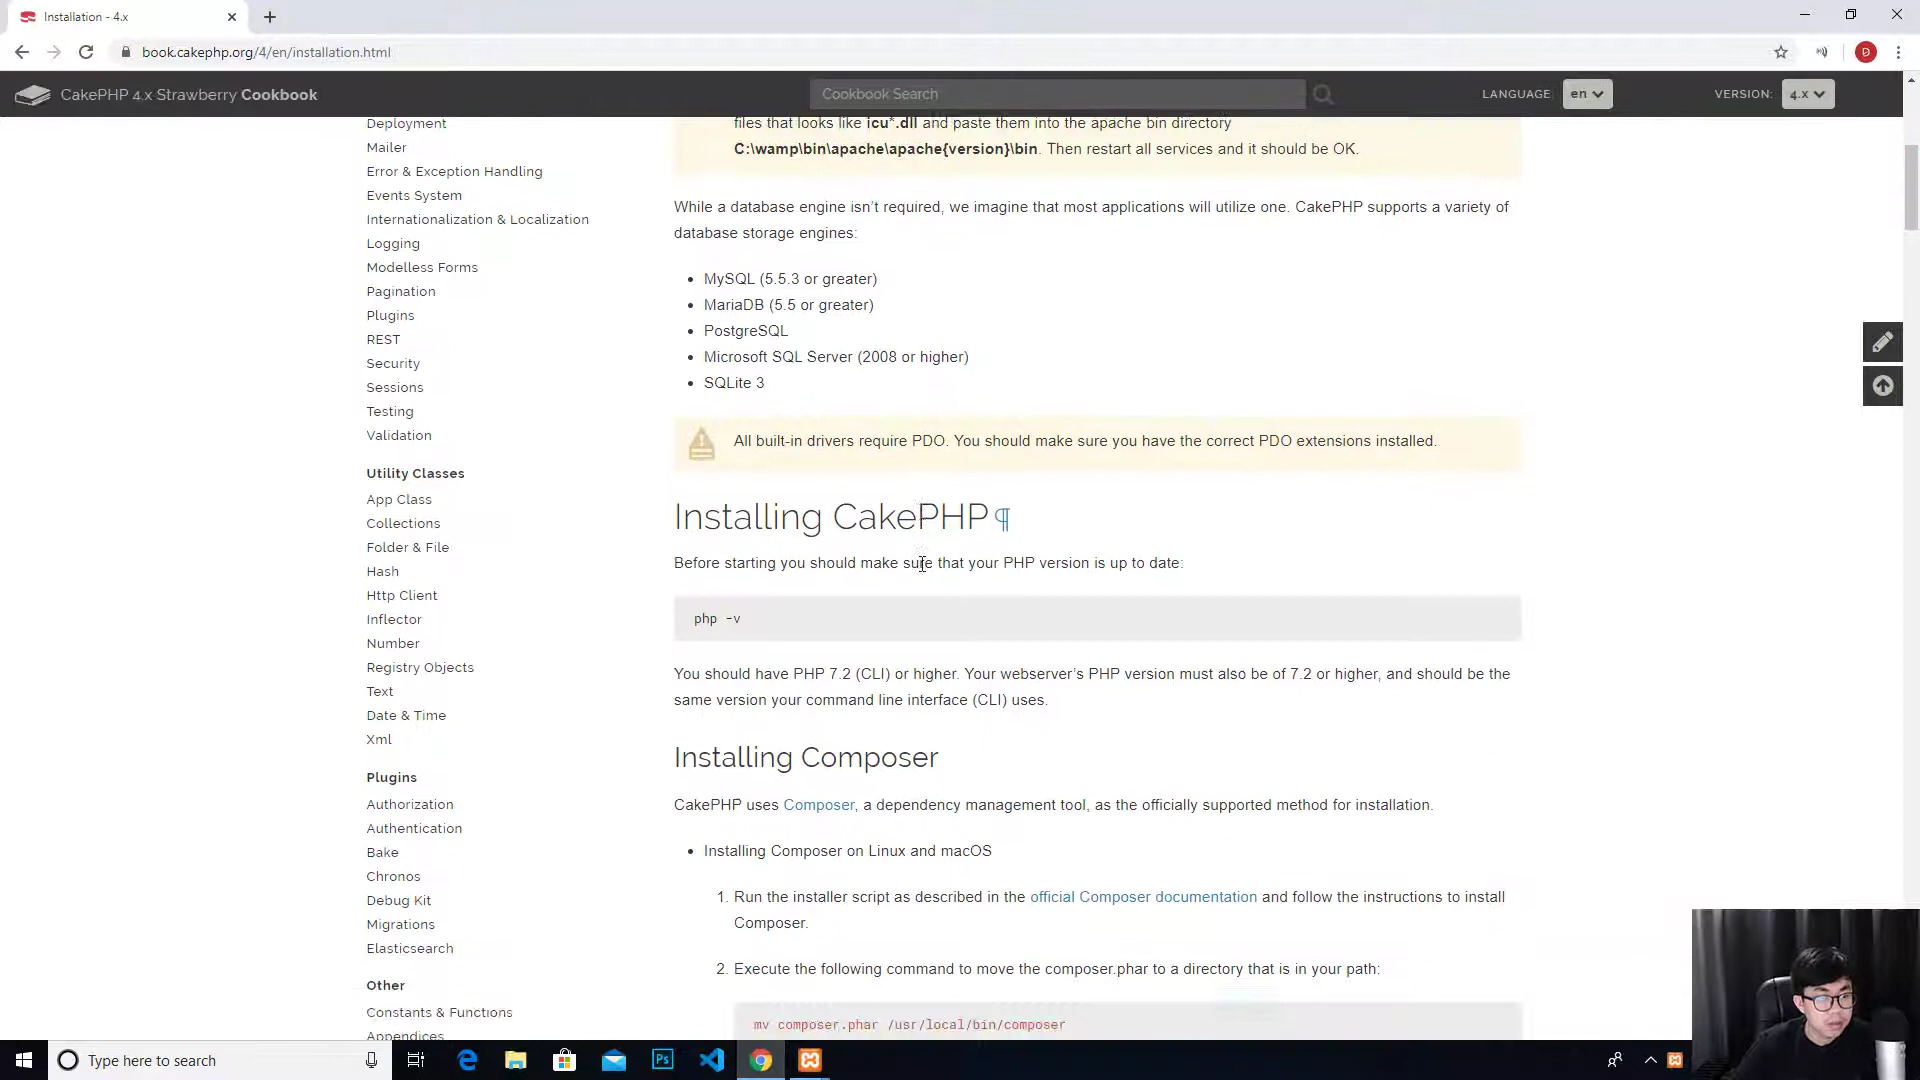 Installation - 4.x
book.cakephp.org/4/en/installation.html
D
CakePHP 4.x Strawberry Cookbook
Cookbook Search
LANGUAGE:
en
VERSION:
4.x
Deployment
Mailer
Error & Exception Handling
Events System
Internationalization & Localization
Logging
Modelless Forms
Pagination
Plugins
REST
Security
Sessions
Testing
Validation
Utility Classes
App Class
Collections
Folder & File
Hash
Http Client
Inflector
Number
Registry Objects
Text
Date & Time
Xml
Plugins
Authorization
Authentication
Bake
Chronos
Debug Kit
Migrations
Elasticsearch
Other
Constants & Functions
Appendices
files that looks like icu*.dll and paste them into the apache bin directory
C:\wamp\bin\apache\apache{version}\bin. Then restart all services and it should be OK.
While a database engine isn’t required, we imagine that most applications will utilize one. CakePHP supports a variety of
database storage engines:
• MySQL (5.5.3 or greater)
• MariaDB (5.5 or greater)
• PostgreSQL
• Microsoft SQL Server (2008 or higher)
• SQLite 3
All built-in drivers require PDO. You should make sure you have the correct PDO extensions installed.
Installing CakePHP ¶
Before starting you should make sure that your PHP version is up to date:
php -v
You should have PHP 7.2 (CLI) or higher. Your webserver’s PHP version must also be of 7.2 or higher, and should be the
same version your command line interface (CLI) uses.
Installing Composer
CakePHP uses Composer, a dependency management tool, as the officially supported method for installation.
• Installing Composer on Linux and macOS
1. Run the installer script as described in the official Composer documentation and follow the instructions to install
Composer.
2. Execute the following command to move the composer.phar to a directory that is in your path:
mv composer.phar /usr/local/bin/composer
Type here to search
Ps